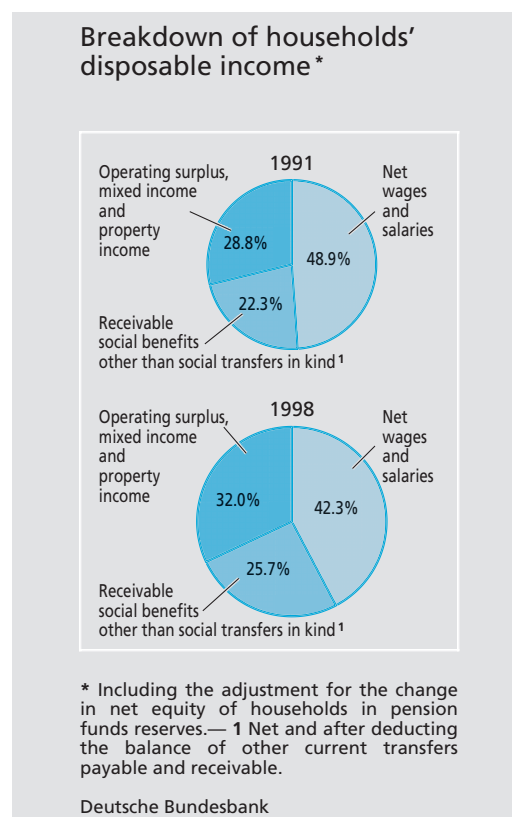 Breakdown of households'
disposable income *
1991
Operating surplus,
mixed income
and
property
income
Net
wages
and
salaries
28.8%
48.9%
22.3%
Receivable
social benefits
other than social transfers in kind 1
1998
Operating surplus,
mixed income
and
property
income
Net
wages
and
salaries
32.0%
42.3%
25.7%
Receivable
social benefits
other than social transfers in kind 1
* Including the adjustment for the change
in net equity of households in pension
funds reserves.— 1 Net and after deducting
the balance of other current transfers
payable and receivable.
Deutsche Bundesbank